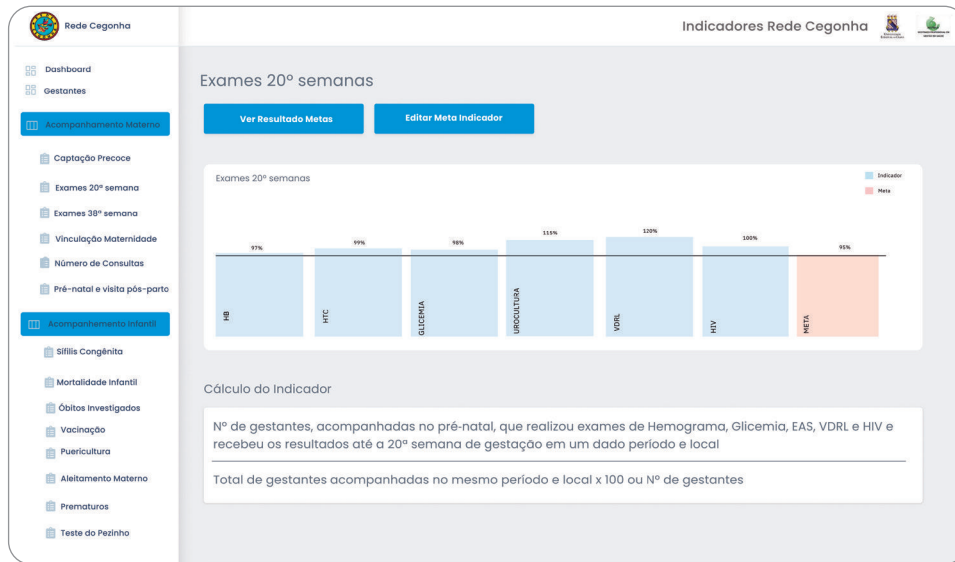 Rede Cegonha
Indicadores Rede Cegonha
Dashboard
Gestantes
Acompanhamento Materno
Captação Precoce
Exames 20ª semana
Exames 38ª semana
Vinculação Maternidade
Número de Consultas
Pré-natal e visita pós-parto
Acompanhemento Infantil
Sífilis Congênita
Mortalidade Infantil
Óbitos Investigados
Vacinação
Puericultura
Aleitamento Materno
Prematuros
Teste do Pezinho
Exames 20º semanas
Ver Resultado Metas
Editar Meta Indicador
Exames 20º semanas
Indicador
Meta
97%
99%
98%
115%
120%
100%
95%
HB
HTC
GLICEMIA
UROCULTURA
VDRL
HIV
META
Cálculo do Indicador
Nº de gestantes, acompanhadas no pré-natal, que realizou exames de Hemograma, Glicemia, EAS, VDRL e HIV e
recebeu os resultados até a 20ª semana de gestação em um dado período e local
Total de gestantes acompanhadas no mesmo período e local x 100 ou Nº de gestantes